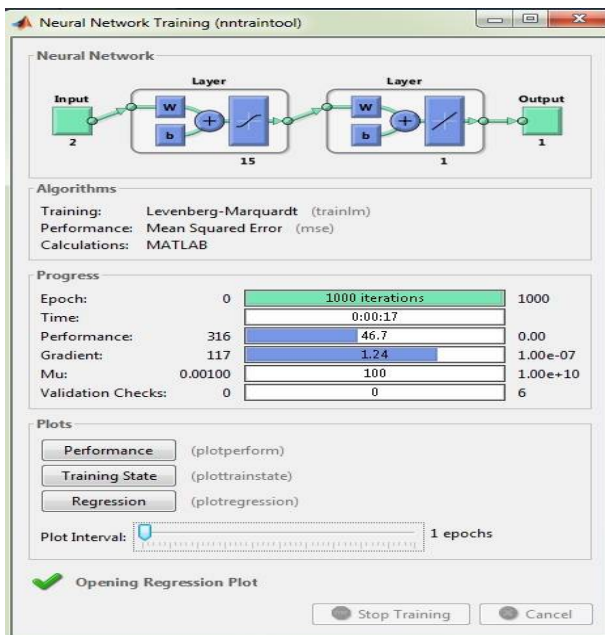 Neural Network Training (nntraintool)
Neural Network
Layer Layer
Input Output
W W
b b
2 15 1 1
Algorithms
Training: Levenberg-Marquardt (trainlm)
Performance: Mean Squared Error (mse)
Calculations: MATLAB
Progress
Epoch: 0 1000 iterations 1000
Time: 0:00:17
Performance: 316 46.7 0.00
Gradient: 117 1.24 1.00e-07
Mu: 0.00100 100 1.00e+10
Validation Checks: 0 0 6
Plots
Performance (plotperform)
Training State (plottrainstate)
Regression (plotregression)
Plot Interval: 1 epochs
Opening Regression Plot
Stop Training Cancel